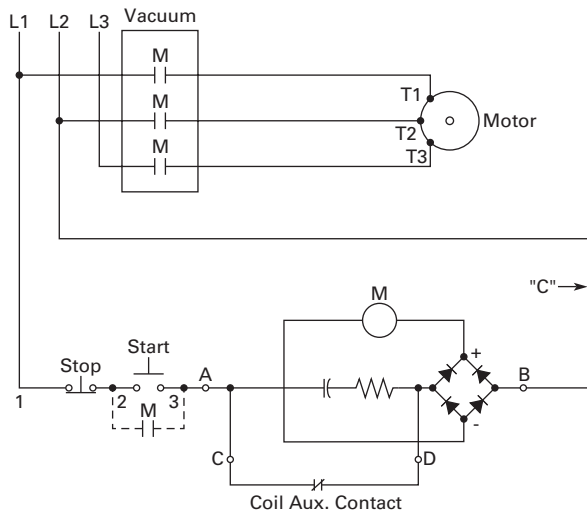 L1 L2 L3 Vacuum
M
M
M
T1
T2
T3
Motor
"C"
M
Stop
Start
A
+
B
1
2
3
M
-
C
D
Coil Aux. Contact